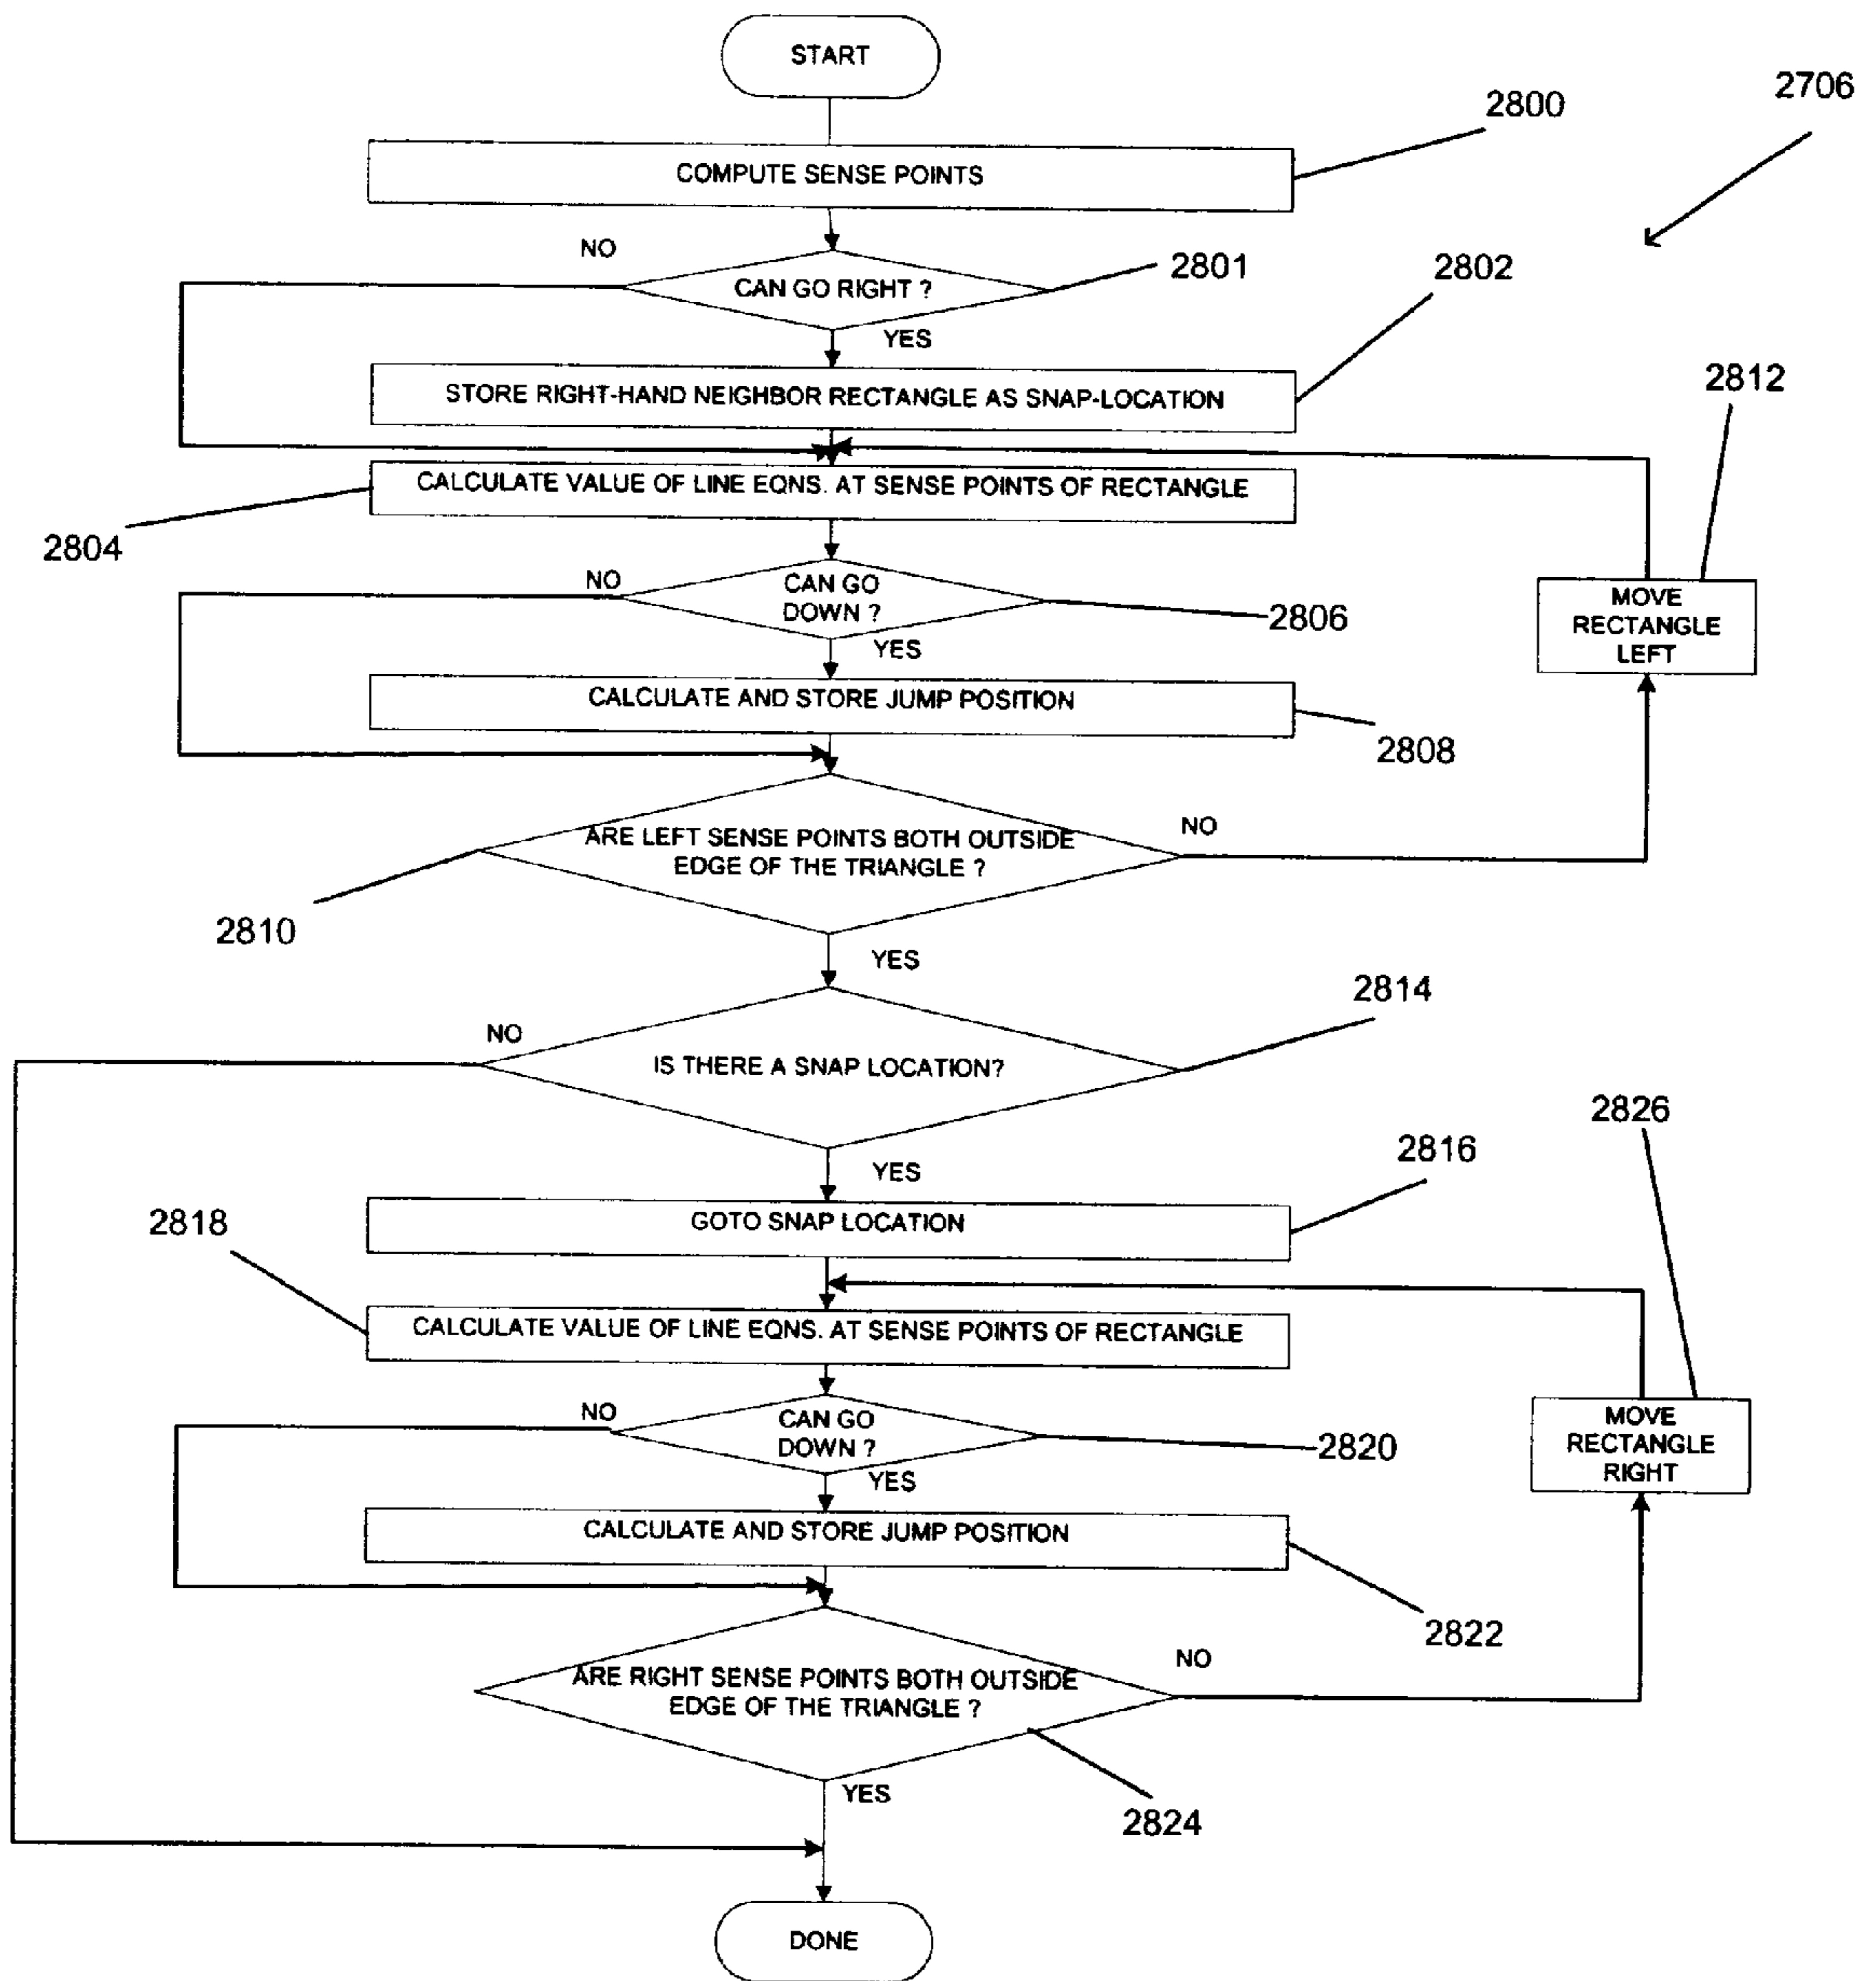 START
2706
2800
COMPUTE SENSE POINTS
NO
2801
2802
CAN GO RIGHT ?
YES
2812
STORE RIGHT-HAND NEIGHBOR RECTANGLE AS SNAP-LOCATION
CALCULATE VALUE OF LINE EQNS. AT SENSE POINTS OF RECTANGLE
2804
NO
CAN GO
DOWN ?
2806
MOVE
RECTANGLE
LEFT
YES
CALCULATE AND STORE JUMP POSITION
2808
ARE LEFT SENSE POINTS BOTH OUTSIDE
EDGE OF THE TRIANGLE ?
NO
2810
YES
2814
NO
IS THERE A SNAP LOCATION?
2826
2816
YES
2818
GOTO SNAP LOCATION
CALCULATE VALUE OF LINE EQNS. AT SENSE POINTS OF RECTANGLE
NO
CAN GO
DOWN ?
2820
MOVE
RECTANGLE
RIGHT
YES
CALCULATE AND STORE JUMP POSITION
2822
ARE RIGHT SENSE POINTS BOTH OUTSIDE
EDGE OF THE TRIANGLE ?
NO
YES
2824
DONE